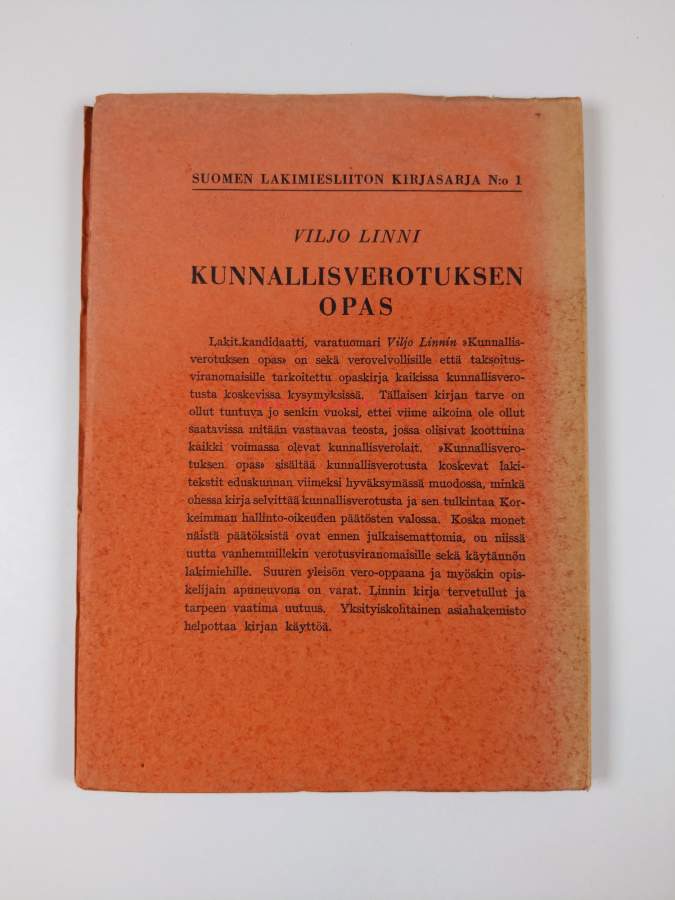 SUOMEN LAKIMIESLIITON KIRJASARJA N:o 1
VILJO LINNI
KUNNALLISVEROTUKSEN
OPAS
Lakit.kandidaatti, varatuomari Viljo Linnin »Kunnallis-
verotuksen opas» on sekä verovelvollisille että taksoitus-
viranomaisille tarkoitettu opaskirja kaikissa kunnallisvero-
tusta koskevissa kysymyksissä. Tällaisen kirjan tarve on
ollut tuntuva jo senkin vuoksi, ettei viime aikoina ole ollut
saatavissa mitään vastaavaa teosta, jossa olisivat koottuina
kaikki voimassa olevat kunnallisverolait. »Kunnallisvero-
tuksen opas» sisältää kunnallisverotusta koskevat laki-
tekstit eduskunnan viimeksi hyväksymässä muodossa, minkä
ohessa kirja selvittää kunnallisverotusta ja sen tulkintaa Kor-
keimman hallinto-oikeuden päätösten valossa. Koska monet
näistä päätöksistä ovat ennen julkaisemattomia, on niissä
uutta vanhemmillekin verotusviranomaisille sekä käytännön
lakimiehille. Suuren yleisön vero-oppaana ja myöskin opis-
kelijain apuneuvona on varat. Linnin kirja tervetullut ja
tarpeen vaatima uutuus. Yksityiskohtainen asiahakemisto
helpottaa kirjan käyttöä.